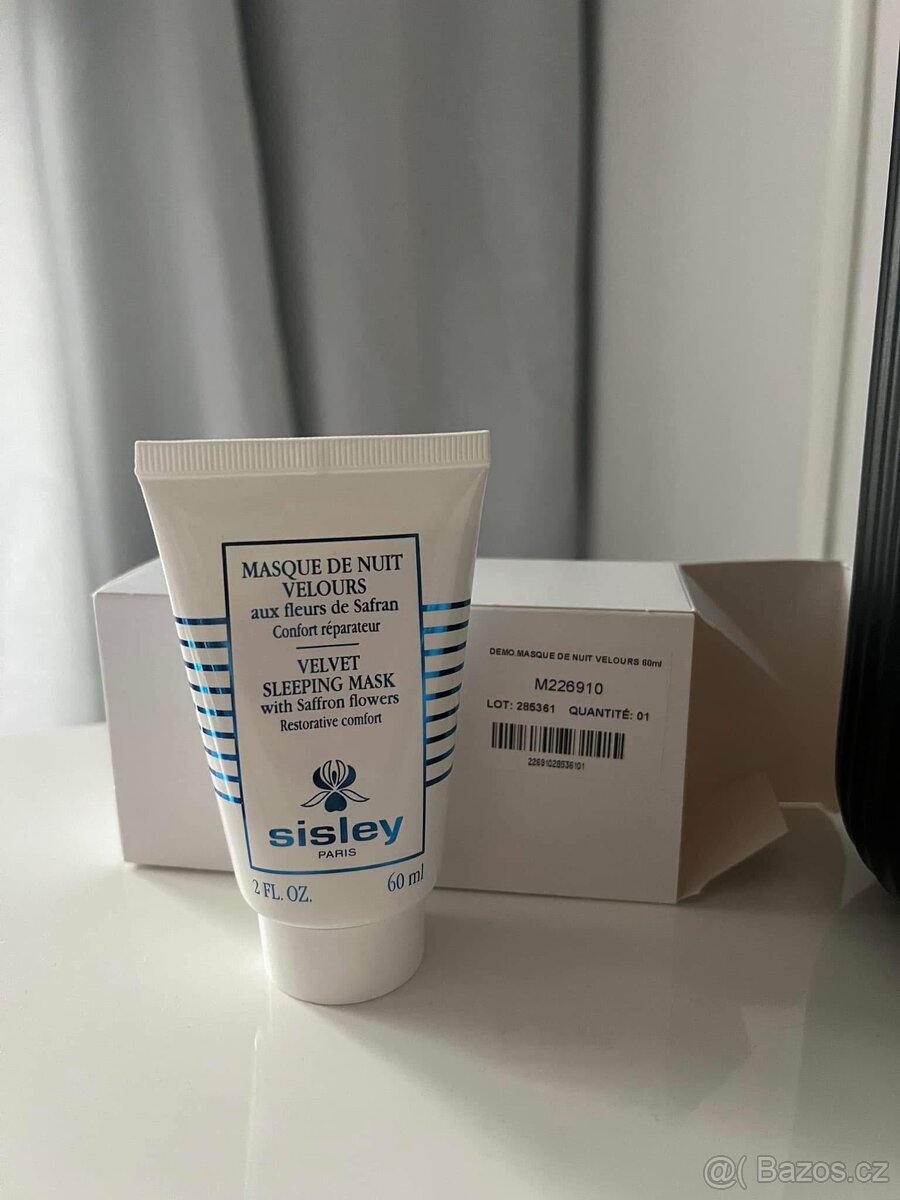 MASQUE DE NUIT
VELOURS
aux fleurs de Safran
Confort réparateur
VELVET
SLEEPING MASK
with Saffron flowers
Restorative comfort
sisley
PARIS
2 FL. OZ.
60 ml
DEMO.MASQUE DE NUIT VELOURS 60ml
M226910
LOT: 285361 QUANTITÉ: 01
22691028536101
@( Bazos.cz